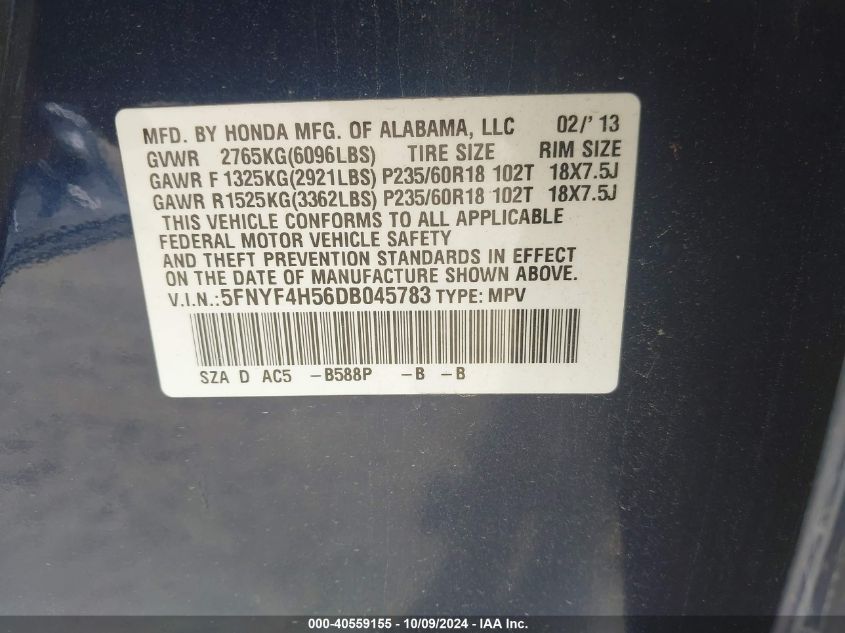 MFD. BY HONDA MFG. OF ALABAMA, LLC 02/'13
GVWR 2765KG(6096LBS) TIRE SIZE RIM SIZE
GAWR F 1325KG(2921LBS) P235/60R18 102T 18X7.5J
GAWR R1525KG(3362LBS) P235/60R18 102T 18X7.5J
THIS VEHICLE CONFORMS TO ALL APPLICABLE
FEDERAL MOTOR VEHICLE SAFETY
AND THEFT PREVENTION STANDARDS IN EFFECT
ON THE DATE OF MANUFACTURE SHOWN ABOVE.
V.I.N.:5FNYF4H56DB045783 TYPE: MPV
SZA D AC5 -B588P -B -B
000-40559155 - 10/09/2024 - IAA Inc.